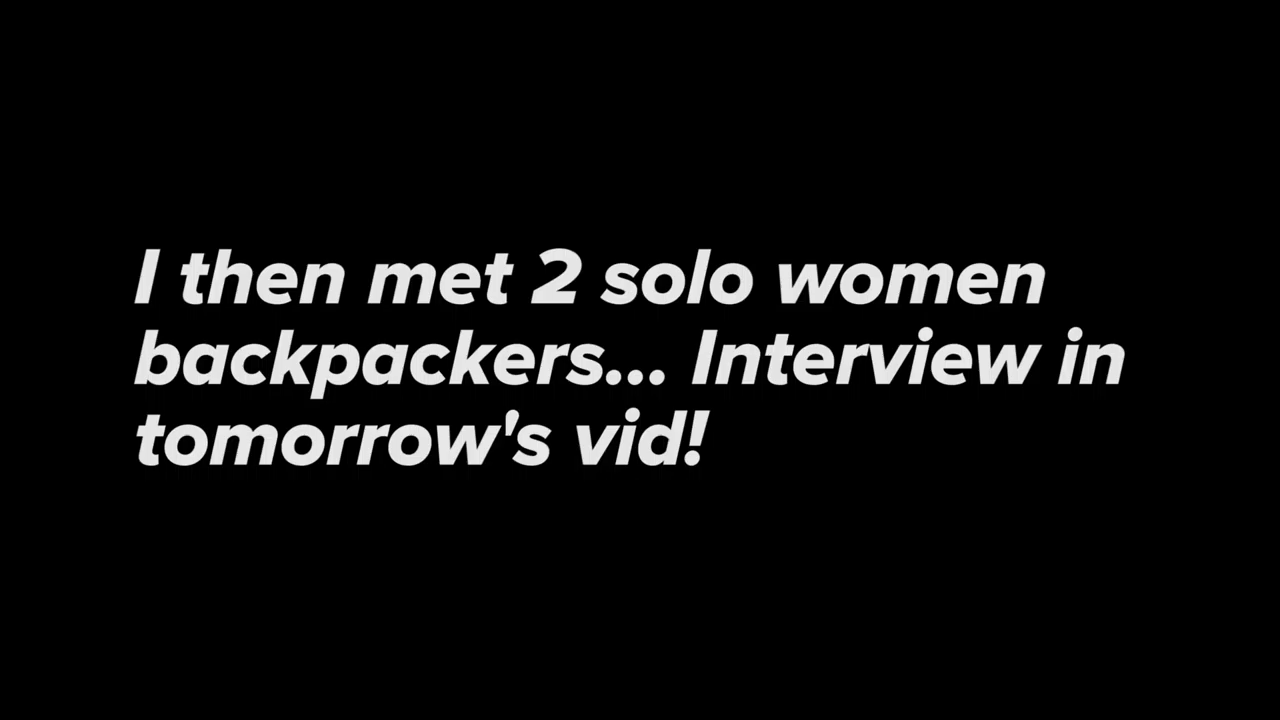 I then met 2 solo women
backpackers... Interview in
tomorrow's vid!